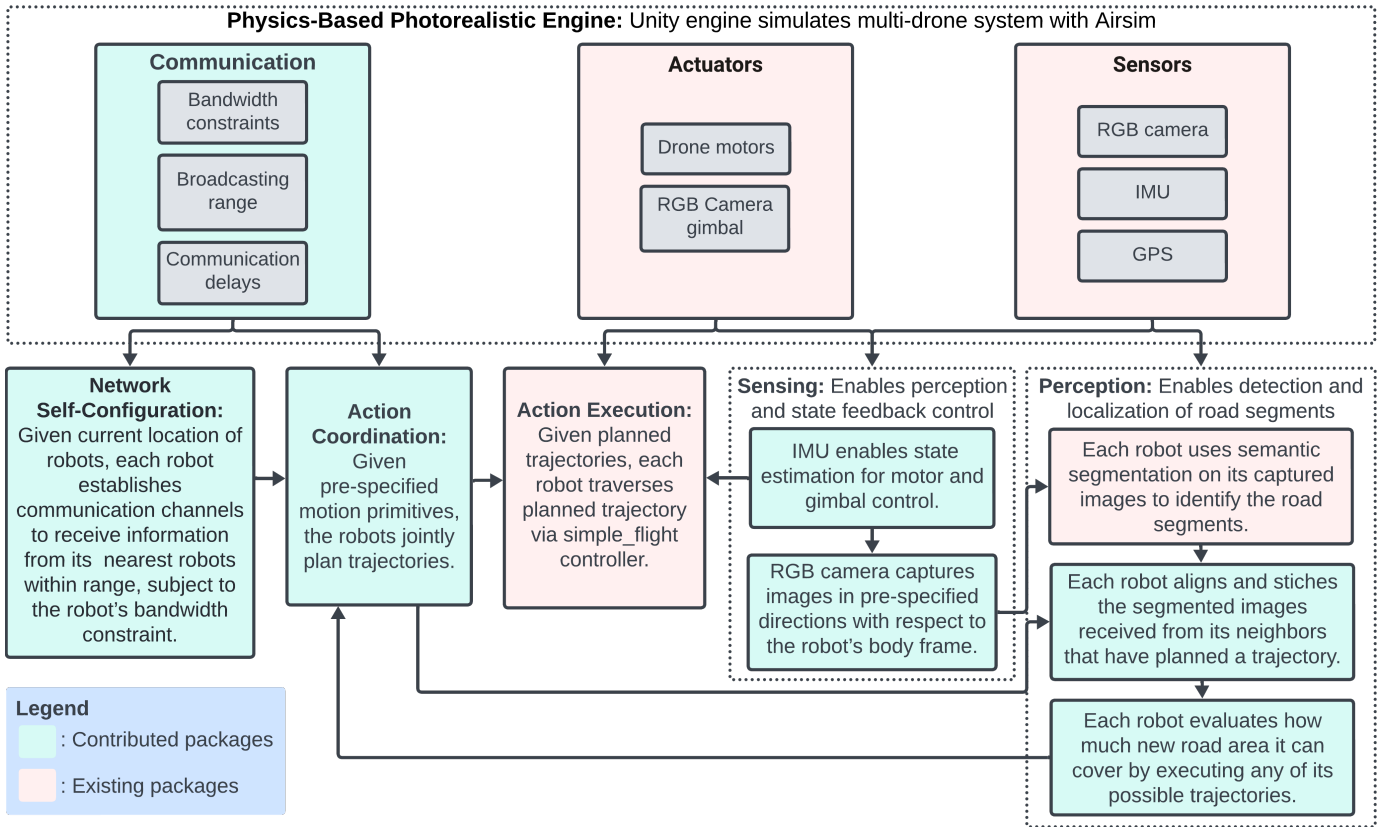 Physics-Based Photorealistic Engine: Unity engine simulates multi-drone system with Airsim
Communication
Bandwidth
constraints
Broadcasting
range
Communication
delays
Actuators
Drone motors
RGB Camera
gimbal
Sensors
RGB camera
IMU
GPS
Network
Self-Configuration:
Given current location of
robots, each robot
establishes
communication channels
to receive information
from its nearest robots
within range, subject to
the robot's bandwidth
constraint.
Action
Coordination:
Given
pre-specified
motion primitives,
the robots jointly
plan trajectories.
Action Execution:
Given planned
trajectories, each
robot traverses
planned trajectory
via simple_flight
controller.
Sensing: Enables perception
and state feedback control
IMU enables state
estimation for motor and
gimbal control.
RGB camera captures
images in pre-specified
directions with respect to
the robot's body frame.
Perception: Enables detection and
localization of road segments
Each robot uses semantic
segmentation on its captured
images to identify the road
segments.
Each robot aligns and stiches
the segmented images
received from its neighbors
that have planned a trajectory.
Each robot evaluates how
much new road area it can
cover by executing any of its
possible trajectories.
Legend
: Contributed packages
: Existing packages